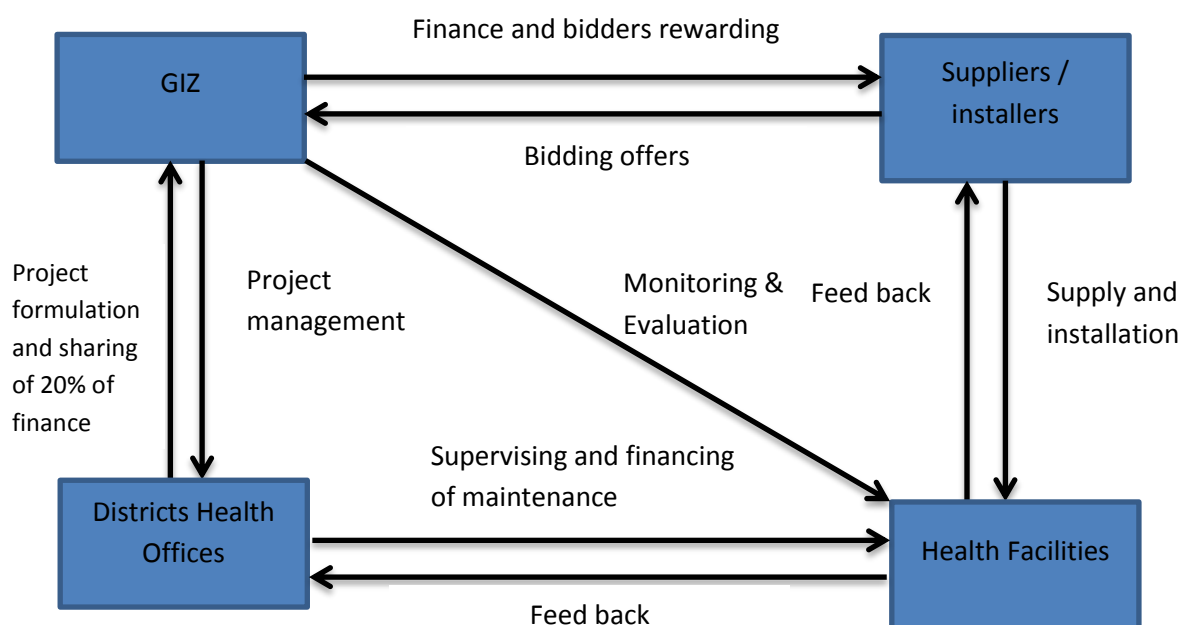 Finance and bidders rewarding
GIZ
Suppliers /
installers
Bidding offers
Project
formulation
and sharing
of 20% of
finance
Project
management
Monitoring &
Evaluation
Feed back
Supply and
installation
Supervising and financing
of maintenance
Districts Health
Offices
Health Facilities
Feed back